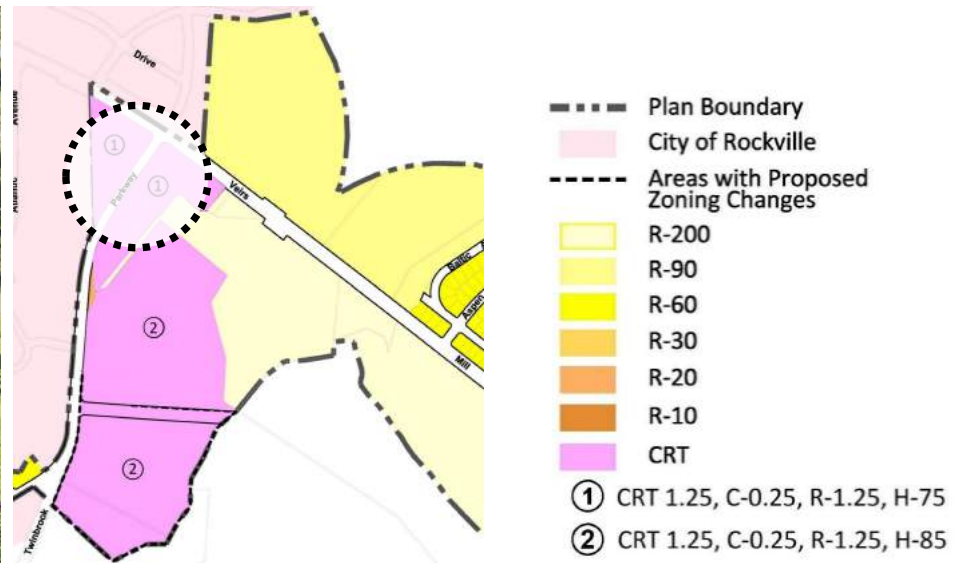 Drive
Avenue
Atlantic
①
①
Parkway
Veirs
Baltic
Aspen
Mill
②
②
Twinbrook
Plan Boundary
City of Rockville
Areas with Proposed
Zoning Changes
R-200
R-90
R-60
R-30
R-20
R-10
CRT
① CRT 1.25, C-0.25, R-1.25, H-75
② CRT 1.25, C-0.25, R-1.25, H-85